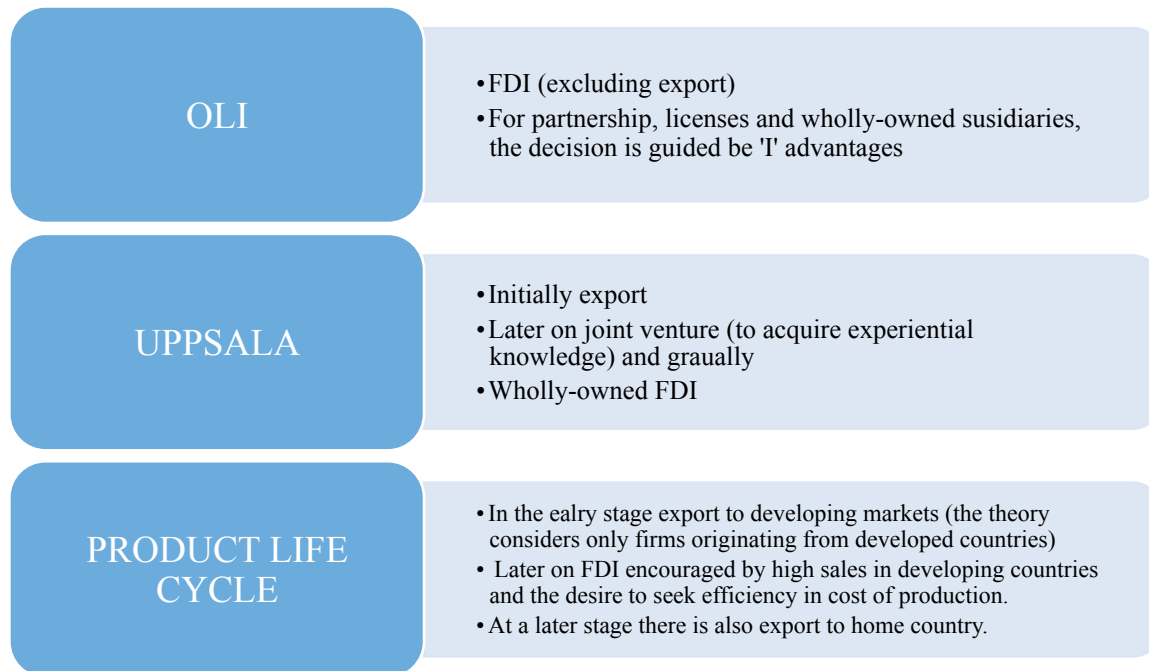 OLI
•FDI (excluding export)
•For partnership, licenses and wholly-owned susidiaries,
the decision is guided be 'I' advantages
UPPSALA
•Initially export
•Later on joint venture (to acquire experiential
knowledge) and graually
•Wholly-owned FDI
PRODUCT LIFE
CYCLE
•In the ealry stage export to developing markets (the theory
considers only firms originating from developed countries)
• Later on FDI encouraged by high sales in developing countries
and the desire to seek efficiency in cost of production.
•At a later stage there is also export to home country.